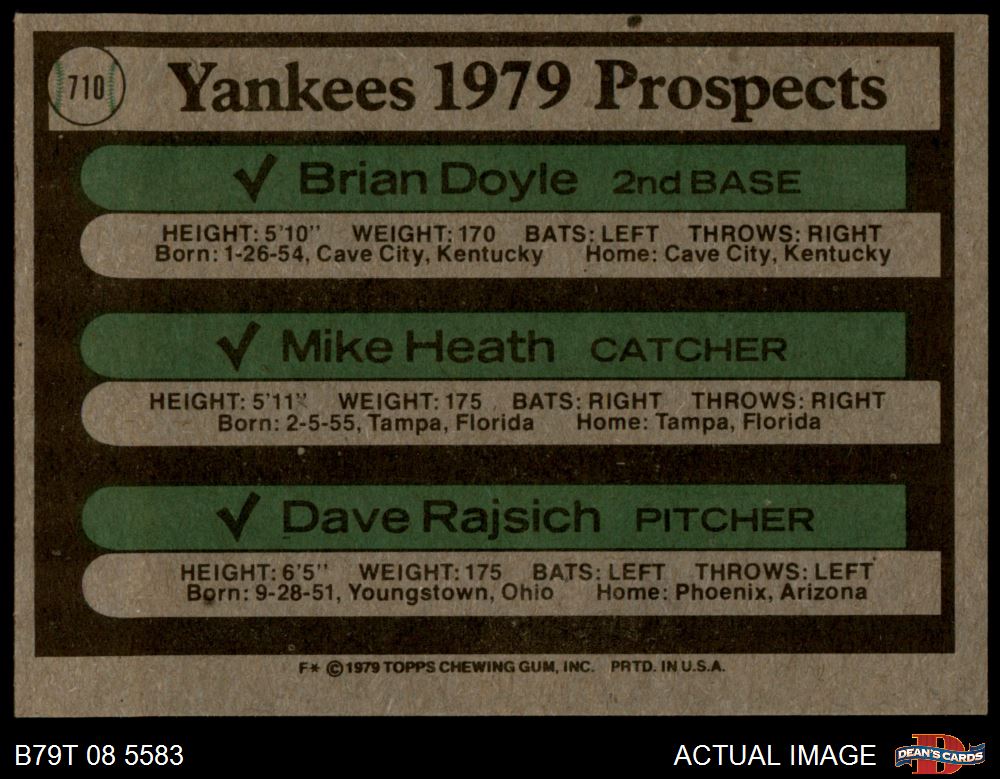 710
Yankees 1979 Prospects
✓ Brian Doyle 2nd BASE
HEIGHT: 5'10" WEIGHT: 170 BATS: LEFT THROWS: RIGHT
Born: 1-26-54, Cave City, Kentucky Home: Cave City, Kentucky
✓ Mike Heath CATCHER
HEIGHT: 5'11" WEIGHT: 175 BATS: RIGHT THROWS: RIGHT
Born: 2-5-55, Tampa, Florida Home: Tampa, Florida
✓ Dave Rajsich PITCHER
HEIGHT: 6'5" WEIGHT: 175 BATS: LEFT THROWS: LEFT
Born: 9-28-51, Youngstown, Ohio Home: Phoenix, Arizona
F* ©1979 TOPPS CHEWING GUM, INC. PRTD. IN U.S.A.
B79T 08 5583 ACTUAL IMAGE D DEAN'S CARDS